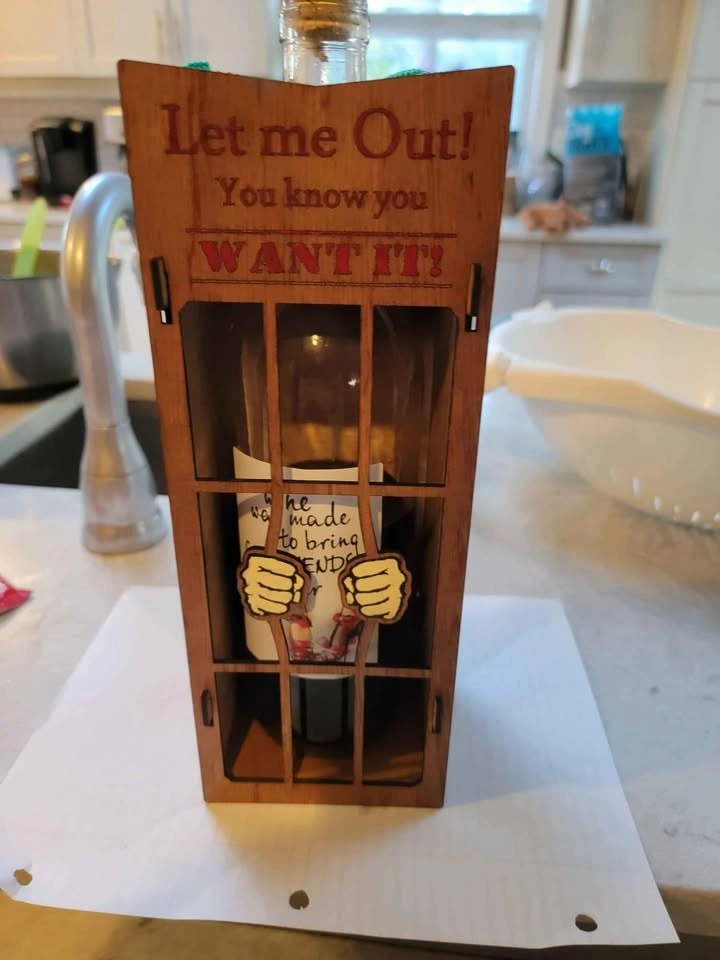 Let me Out!
You know you
WANT IT!
made
to bring